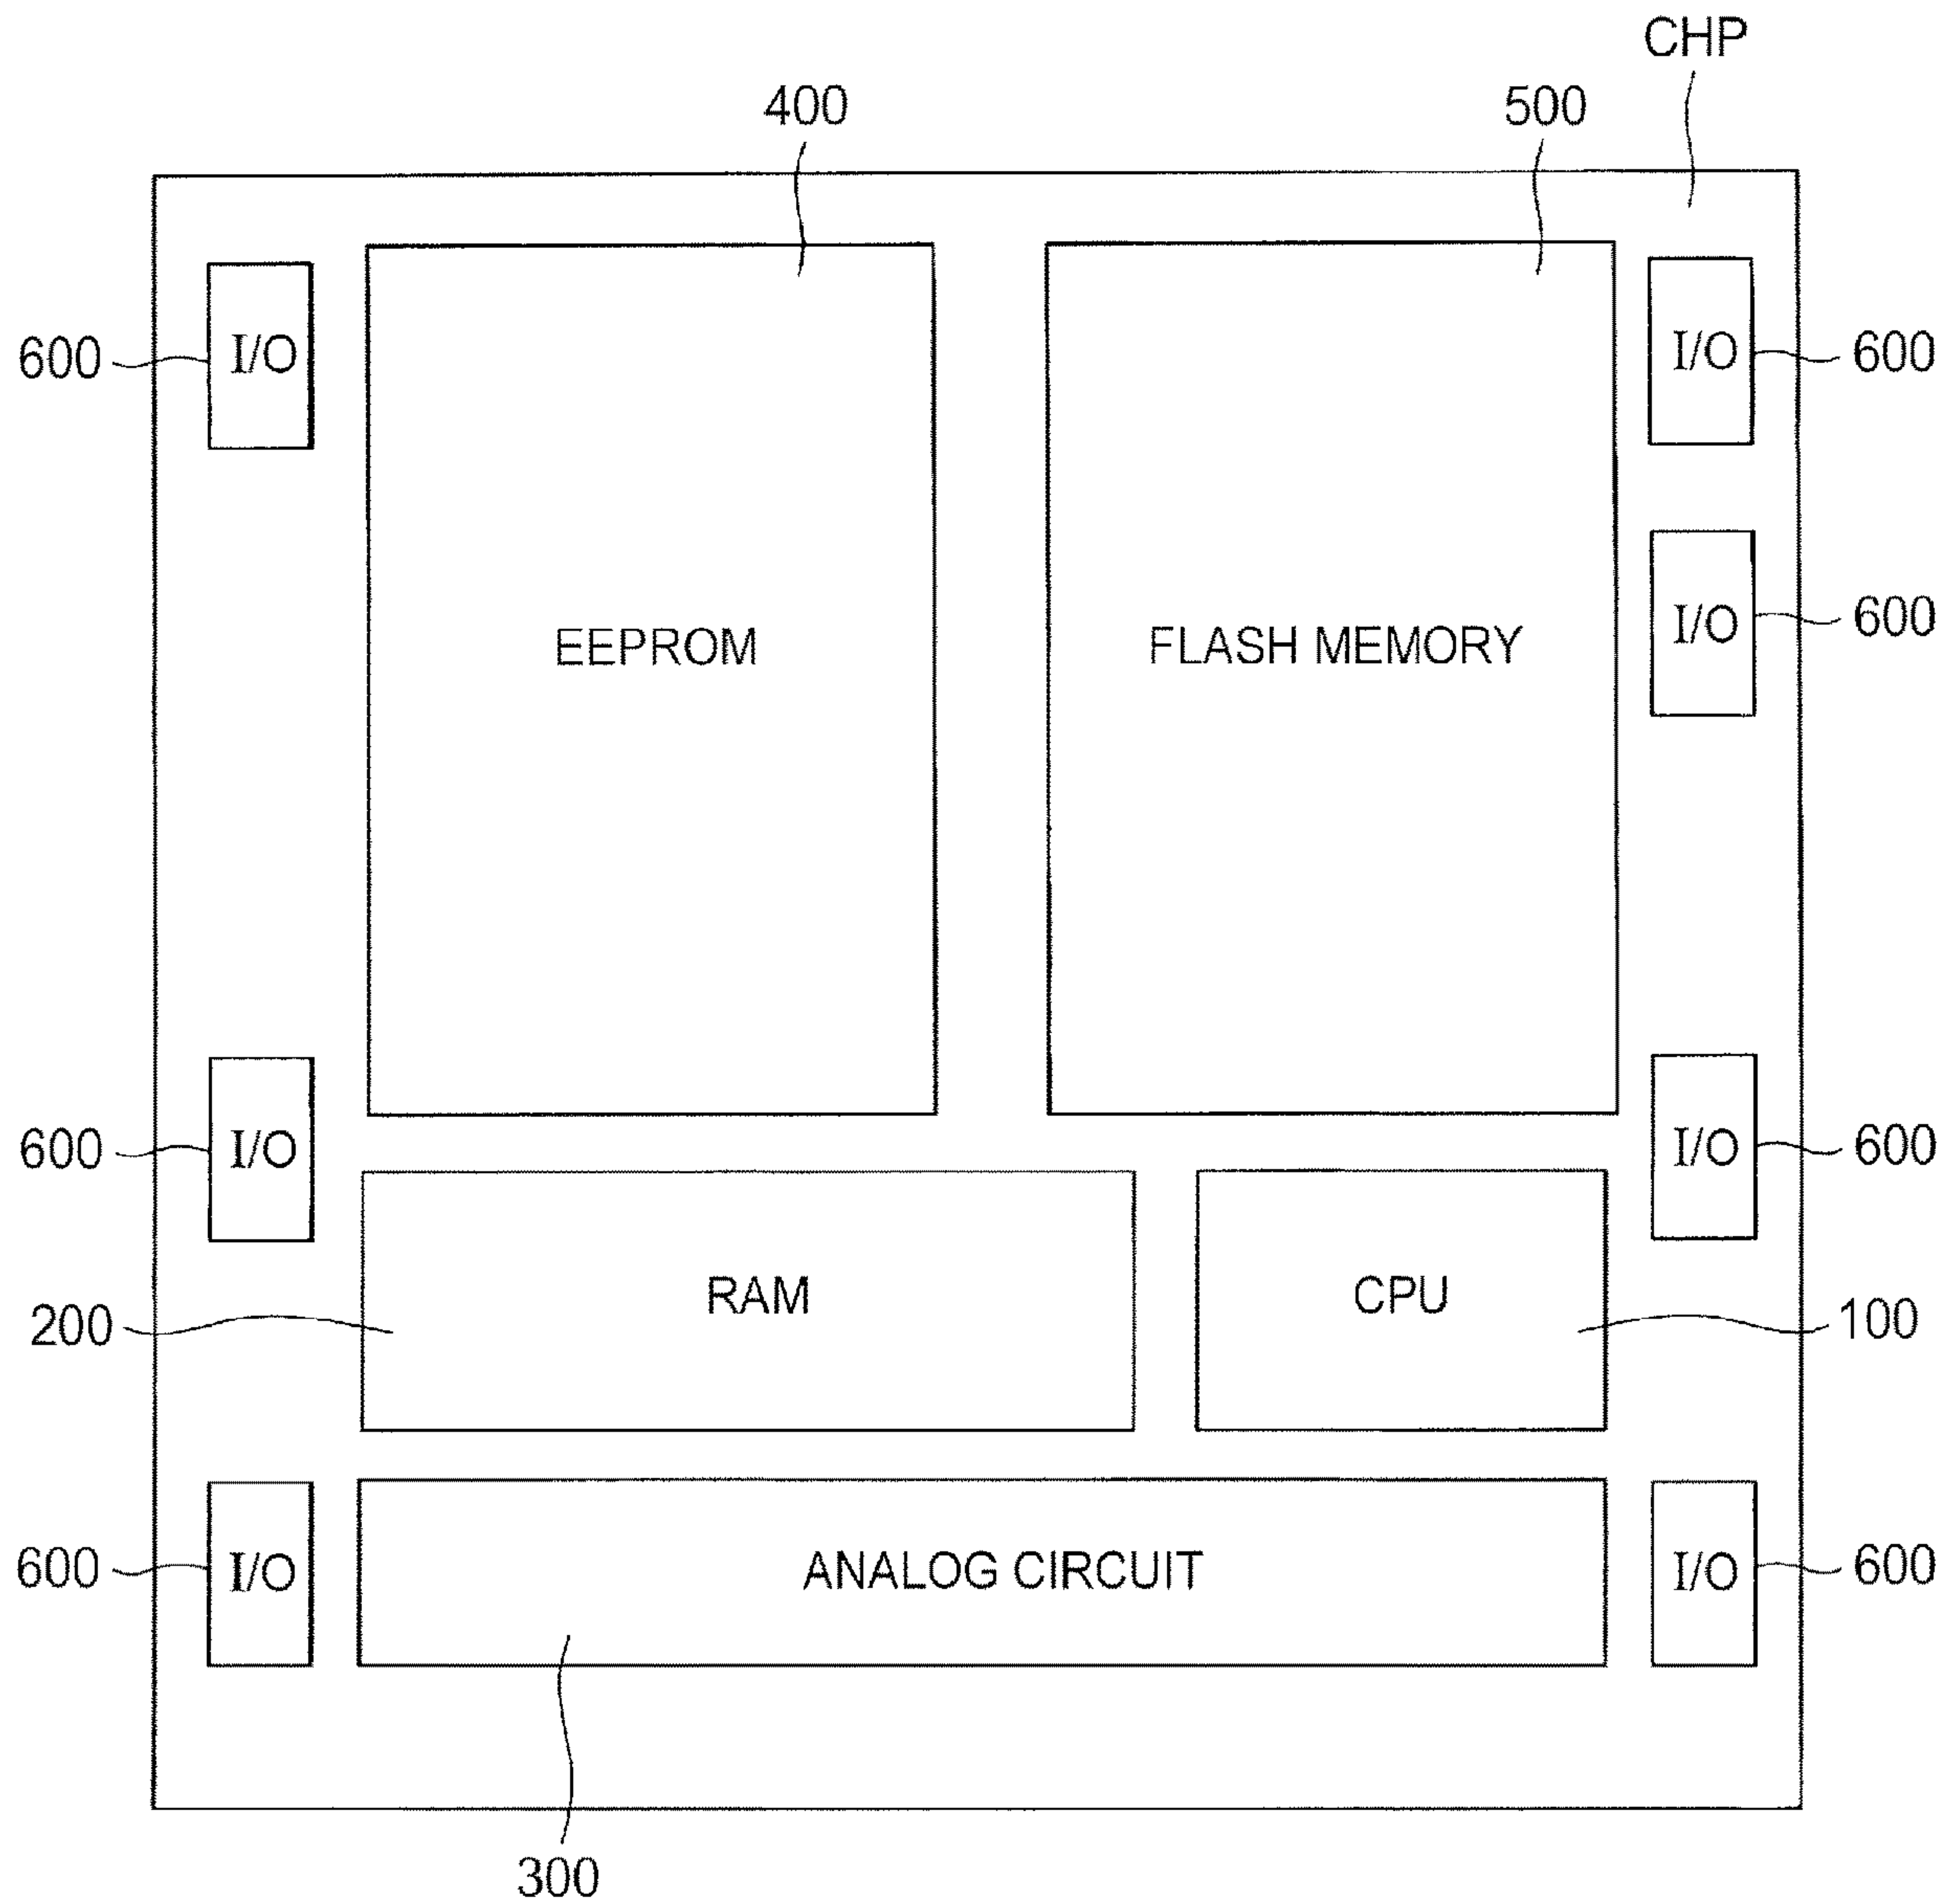 CHP
400
500
600
I/O
I/O
600
I/O
600
EEPROM
FLASH MEMORY
600
I/O
I/O
600
RAM
CPU
200
100
600
I/O
ANALOG CIRCUIT
I/O
600
300